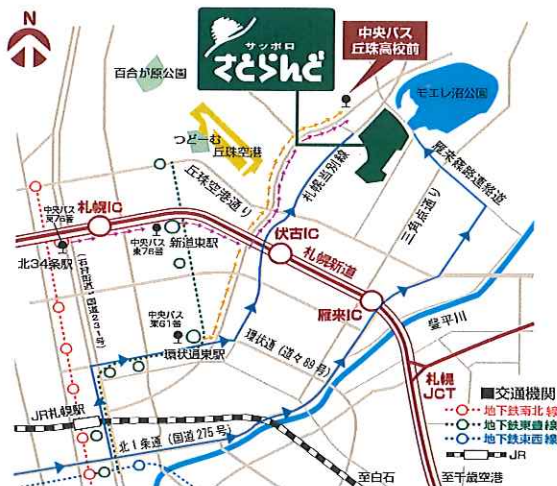 N
サッポロ
さとらんど
中央バス
丘珠高校前
百合が原公園
モエレ沼公園
つどーむ
丘珠空港
雁来篠路連絡道
札幌当別線
丘珠空港通り
三角点通り
中央バス
東76番
札幌IC
伏古IC
中央バス
東76番
新道東駅
札幌新道
北34条駅
国道231号
雁来IC
豊平川
中央バス
東61番
環状通東駅
環状通(道々89号)
札幌
JCT
交通機関
地下鉄南北線
地下鉄東豊線
地下鉄東西線
JR
JR札幌駅
北1条通(国道275号)
至白石
至千歳空港